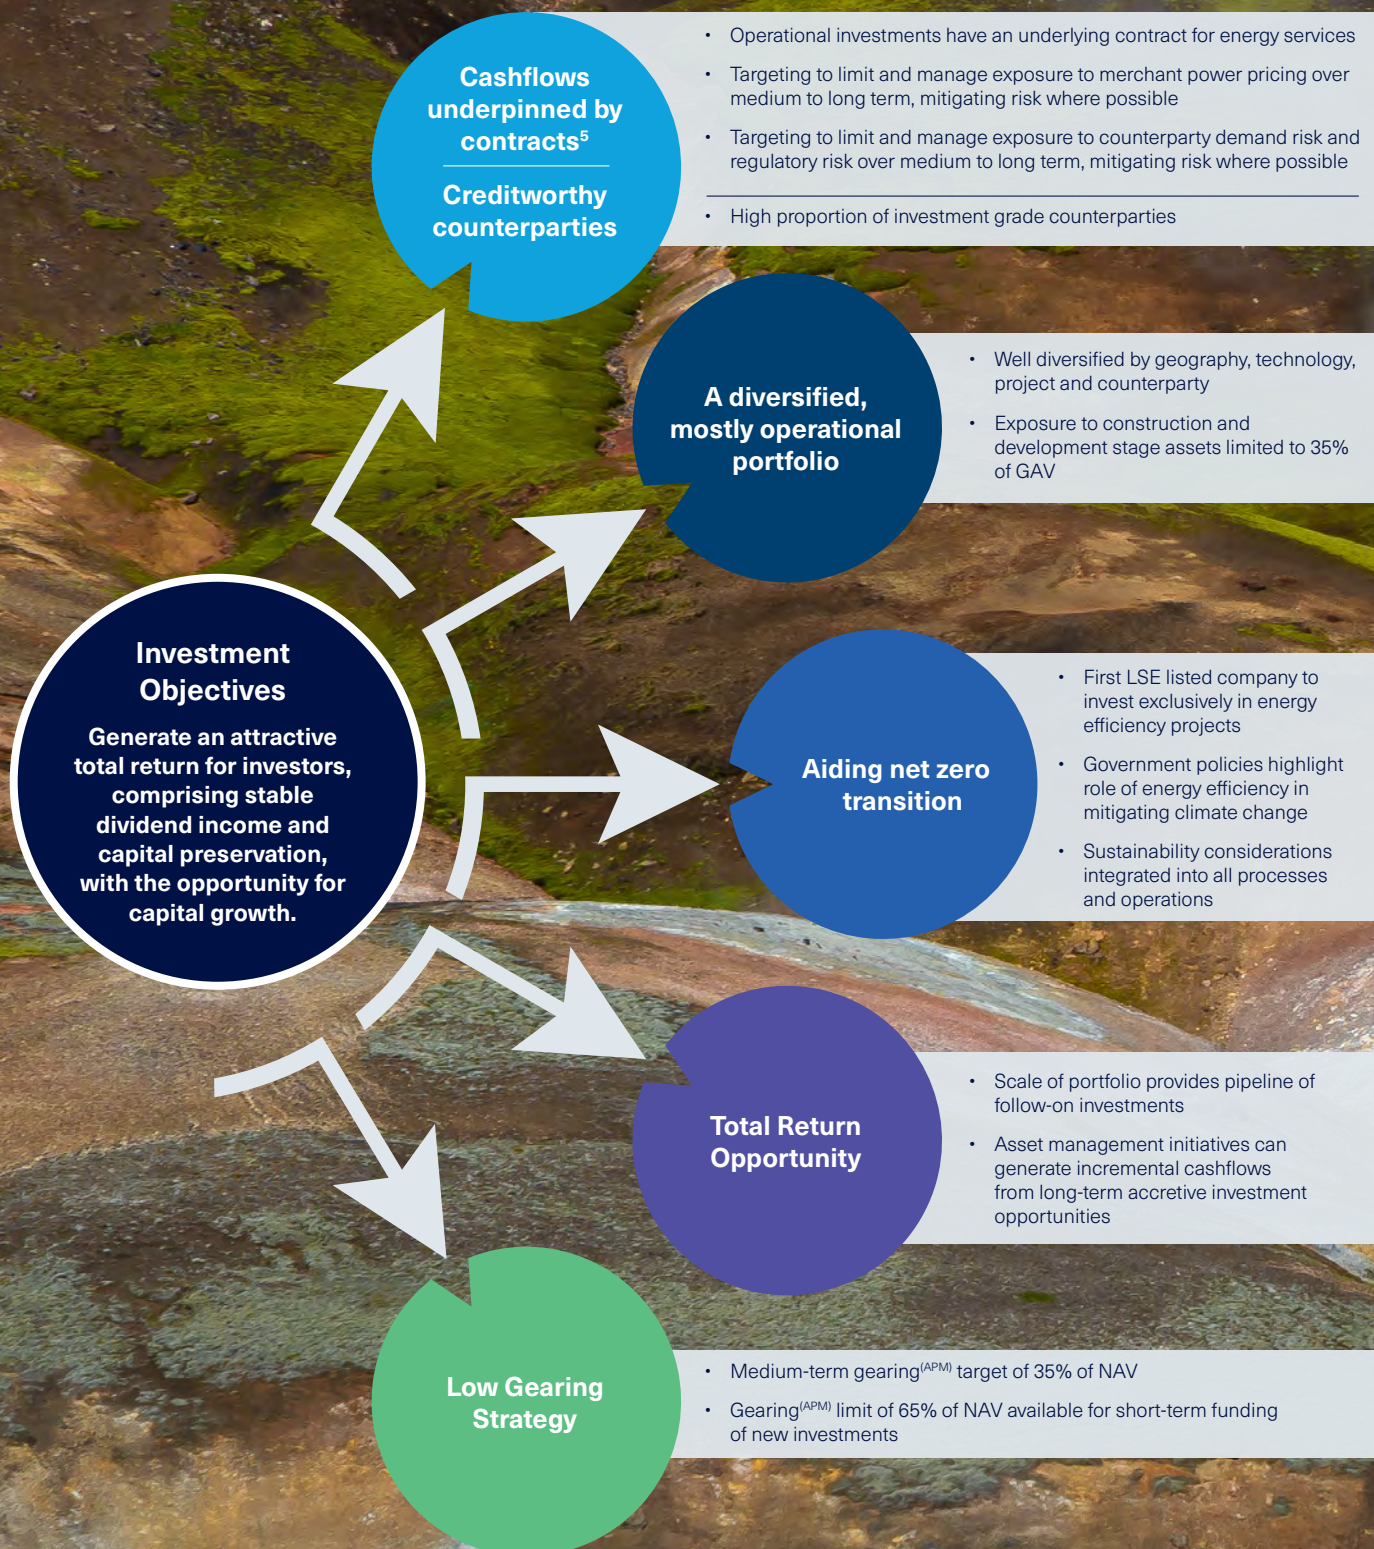 Cashflows
underpinned by
contracts⁵
Creditworthy
counterparties
• Operational investments have an underlying contract for energy services
• Targeting to limit and manage exposure to merchant power pricing over
medium to long term, mitigating risk where possible
• Targeting to limit and manage exposure to counterparty demand risk and
regulatory risk over medium to long term, mitigating risk where possible
• High proportion of investment grade counterparties
A diversified,
mostly operational
portfolio
• Well diversified by geography, technology,
project and counterparty
• Exposure to construction and
development stage assets limited to 35%
of GAV
Investment
Objectives
Generate an attractive
total return for investors,
comprising stable
dividend income and
capital preservation,
with the opportunity for
capital growth.
Aiding net zero
transition
• First LSE listed company to
invest exclusively in energy
efficiency projects
• Government policies highlight
role of energy efficiency in
mitigating climate change
• Sustainability considerations
integrated into all processes
and operations
Total Return
Opportunity
• Scale of portfolio provides pipeline of
follow-on investments
• Asset management initiatives can
generate incremental cashflows
from long-term accretive investment
opportunities
Low Gearing
Strategy
• Medium-term gearing(APM) target of 35% of NAV
• Gearing(APM) limit of 65% of NAV available for short-term funding
of new investments